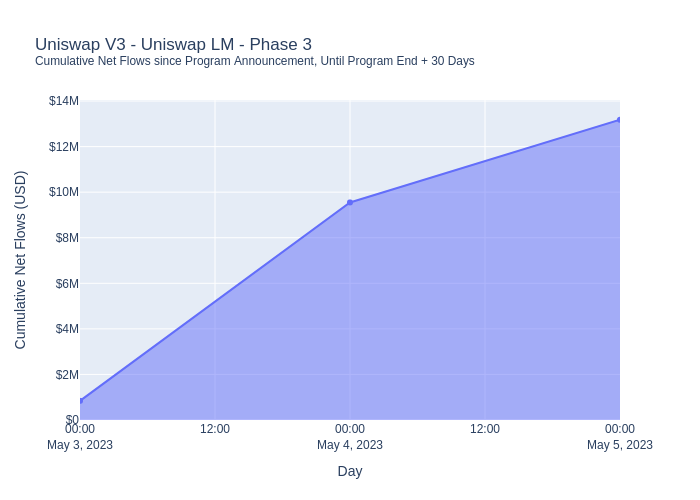 Uniswap V3 - Uniswap LM - Phase 3
Cumulative Net Flows since Program Announcement, Until Program End + 30 Days
$14M
$12M
$10M
$8M
$6M
$4M
$2M
$0
Cumulative Net Flows (USD)
00:00 12:00 00:00 12:00 00:00
May 3, 2023 May 4, 2023 May 5, 2023
Day